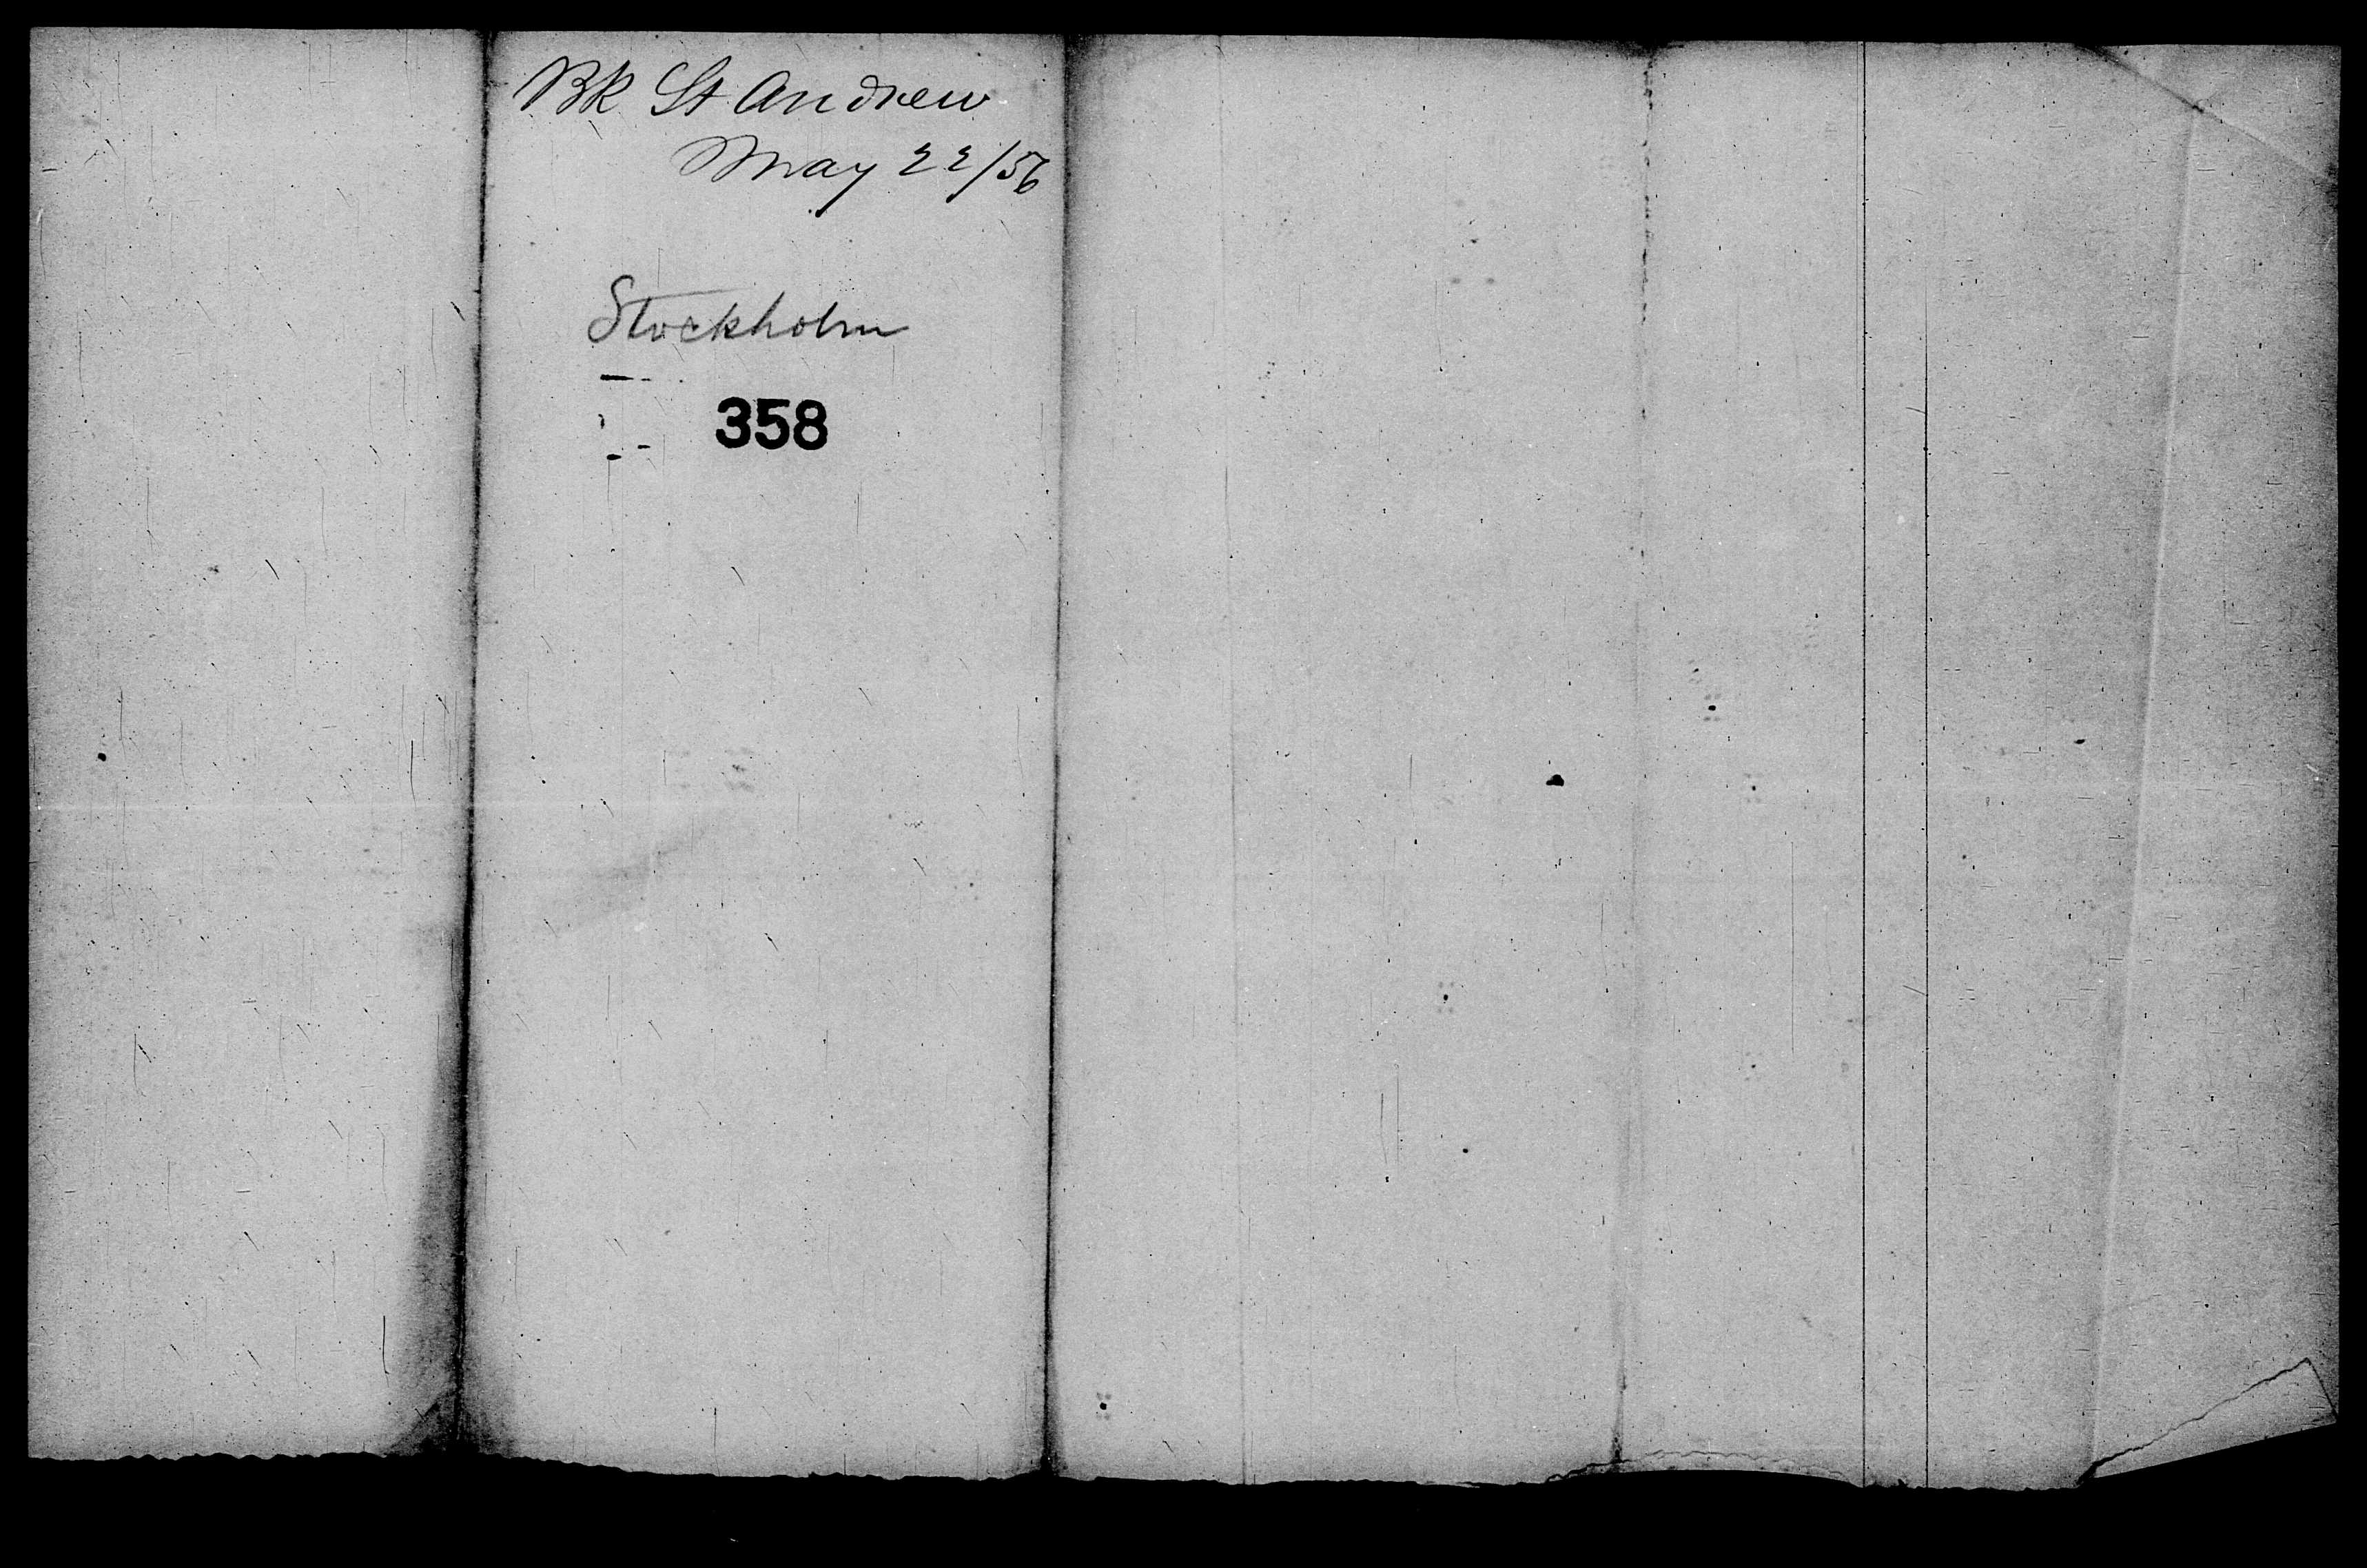 Bk St Andrew
May 22/56
Stockholm
358